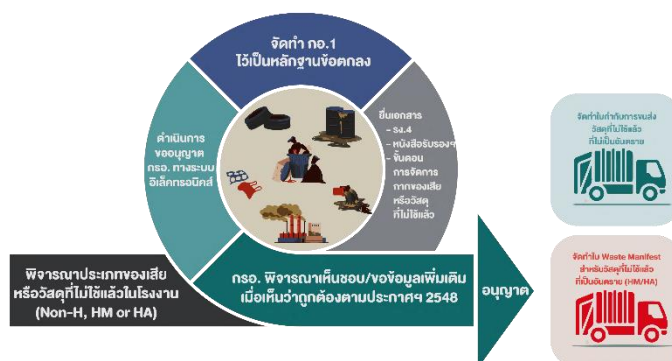 จัดทำ กอ.1
ไว้เป็นหลักฐานข้อตกลง
ดำเนินการ
ขออนุญาต
กรอ. ทางระบบ
อิเล็คทรอนิคส์
ยื่นเอกสาร
- รง.4
- หนังสือรับรองฯ
- ขั้นตอน
การจัดการ
กากของเสีย
หรือวัสดุ
ที่ไม่ใช้แล้ว
พิจารณาประเภทของเสีย
หรือวัสดุที่ไม่ใช้แล้วในโรงงาน
(Non-H, HM or HA)
กรอ. พิจารณาเห็นชอบ/ขอข้อมูลเพิ่มเติม
เมื่อเห็นว่าถูกต้องตามประกาศฯ 2548
อนุญาต
จัดทำใบกำกับการขนส่ง
วัสดุที่ไม่ใช้แล้ว
ที่ไม่เป็นอันตราย
จัดทำใบ Waste Manifest
สำหรับวัสดุที่ไม่ใช้แล้ว
ที่เป็นอันตราย (HM/HA)